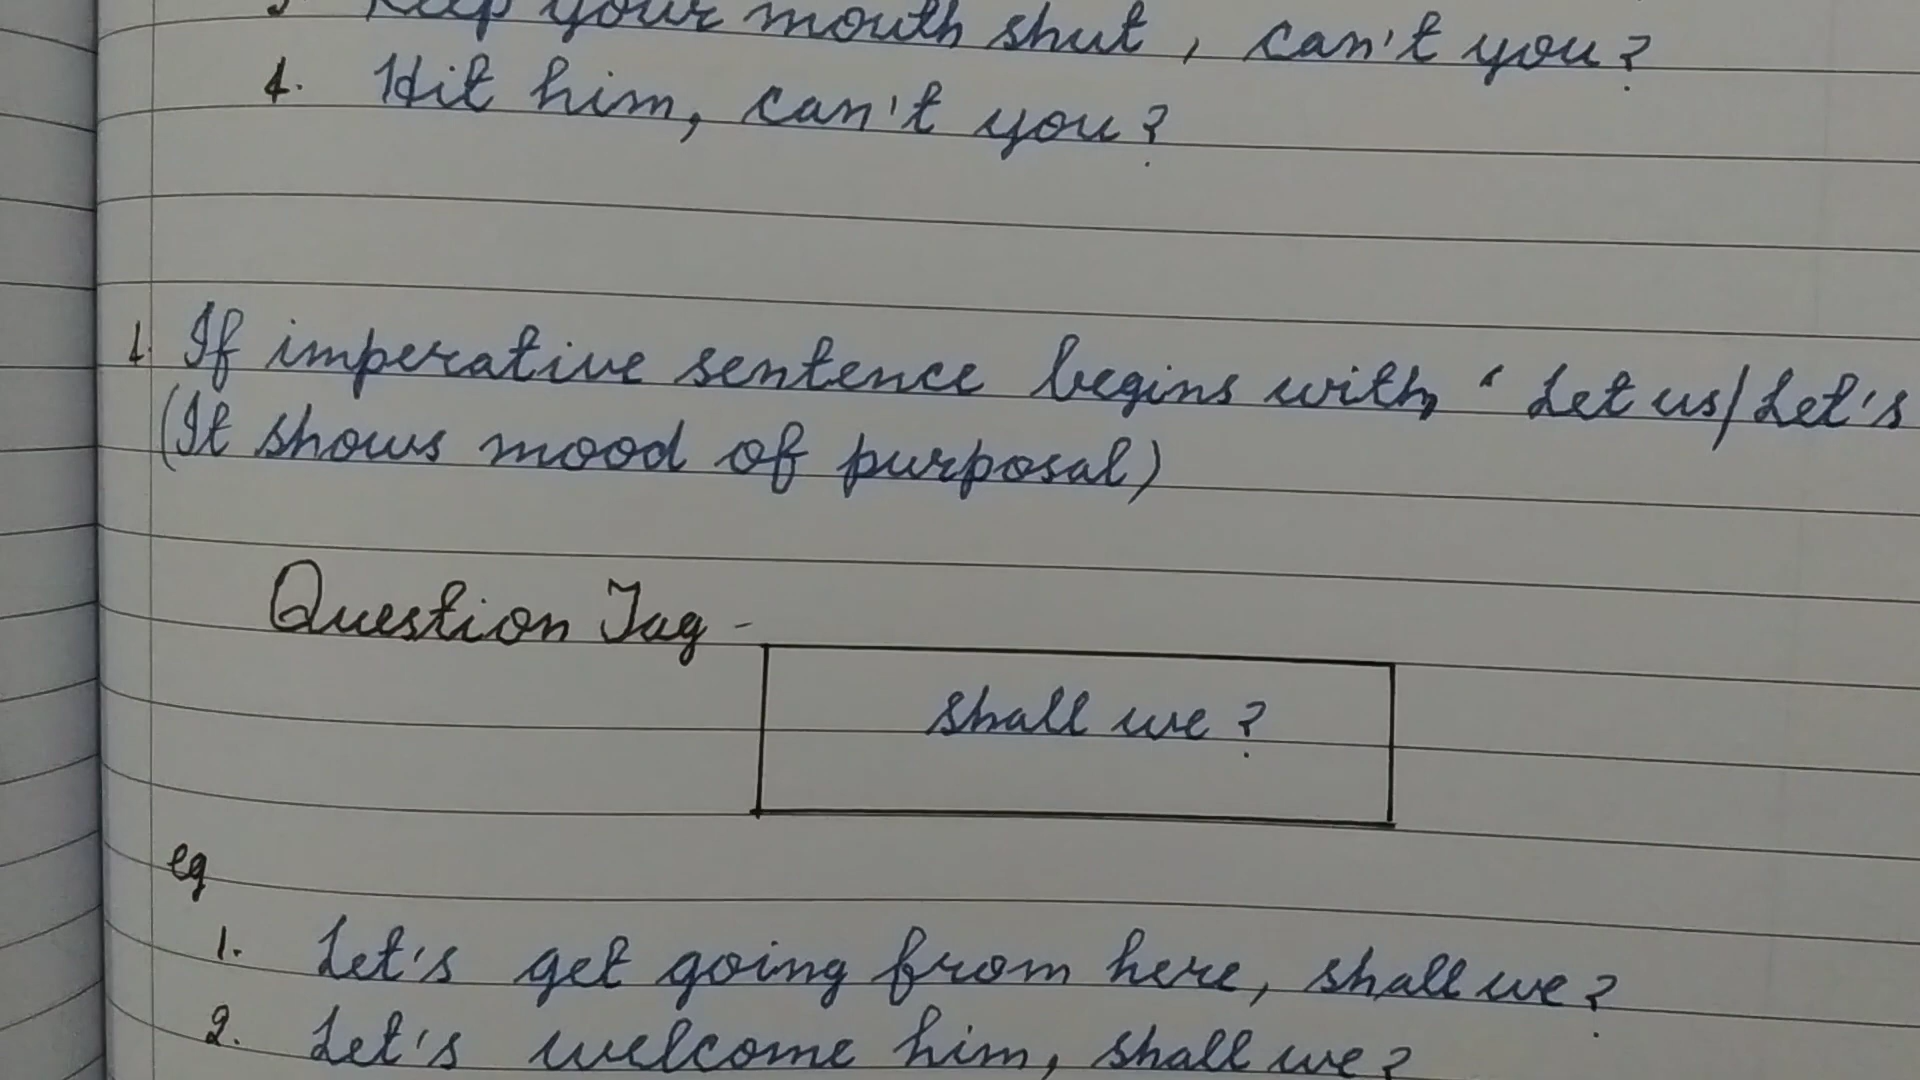 3. Keep your mouth shut, can't you?
4. Hit him, can't you?
If imperative sentence begins with, ‘Let us/Let's
(It shows mood of purposal)
Question Tag -
shall we?
eg
1. Let's get going from here, shall we?
2. Let's welcome him, shall we?